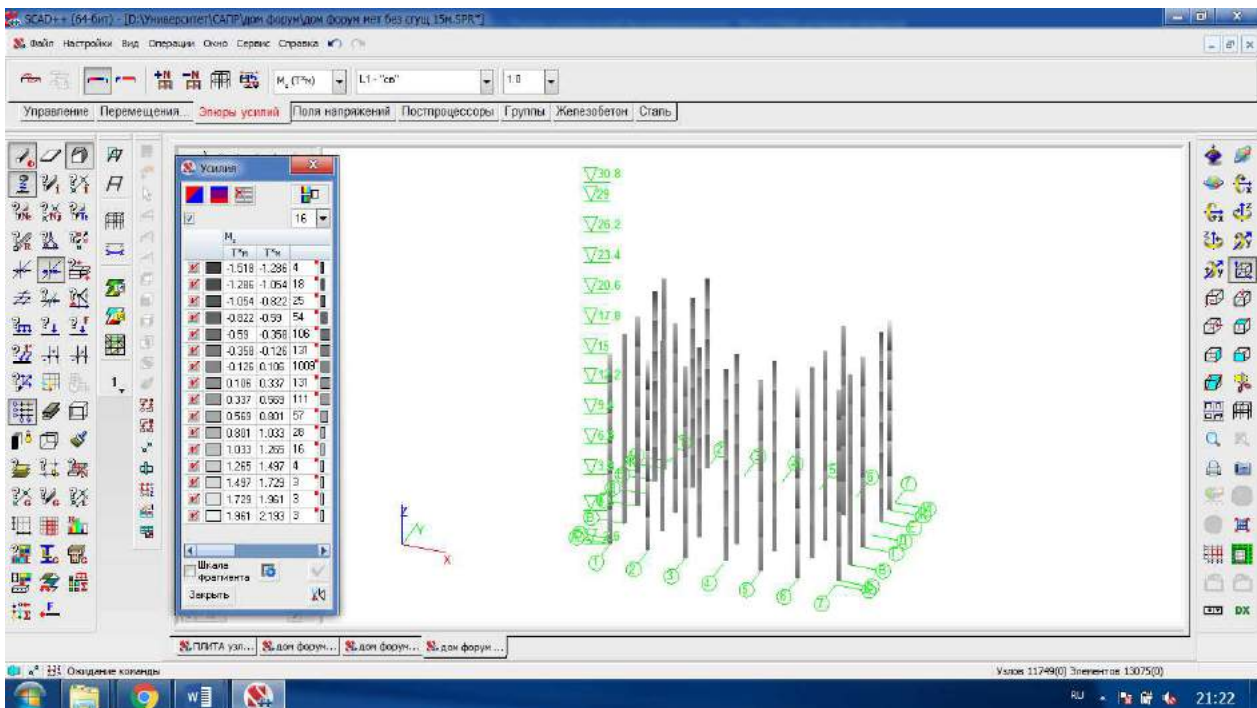 SCAD++ (64-бит) - [D:\Университет\САПР\дом форум\дом форум мет без сгущ 15м.SPR*]
Файл Настройки Вид Операции Окно Сервис Справка
M_z (Т*м) L1 - "св" 1.0
Управление Перемещения... Эпюры усилий Поля напряжений Постпроцессоры Группы Железобетон Сталь
Усилия
16
M_z
Т*м Т*м
-1.518 -1.286 4
-1.286 -1.054 18
-1.054 -0.822 25
-0.822 -0.59 54
-0.59 -0.358 106
-0.358 -0.126 131
-0.126 0.106 1009
0.106 0.337 131
0.337 0.569 111
0.569 0.801 57
0.801 1.033 28
1.033 1.265 16
1.265 1.497 4
1.497 1.729 3
1.729 1.961 3
1.961 2.193 3
Шкала
фрагмента
Закрыть
30.8
29
26.2
23.4
20.6
17.8
15
12.2
Z
Y
X
1
2
3
4
5
6
7
ПЛИТА узл... дом форум... дом форум... дом форум ...
Ожидание команды
Узлов 11749(0) Элементов 13075(0)
RU 21:22
DX